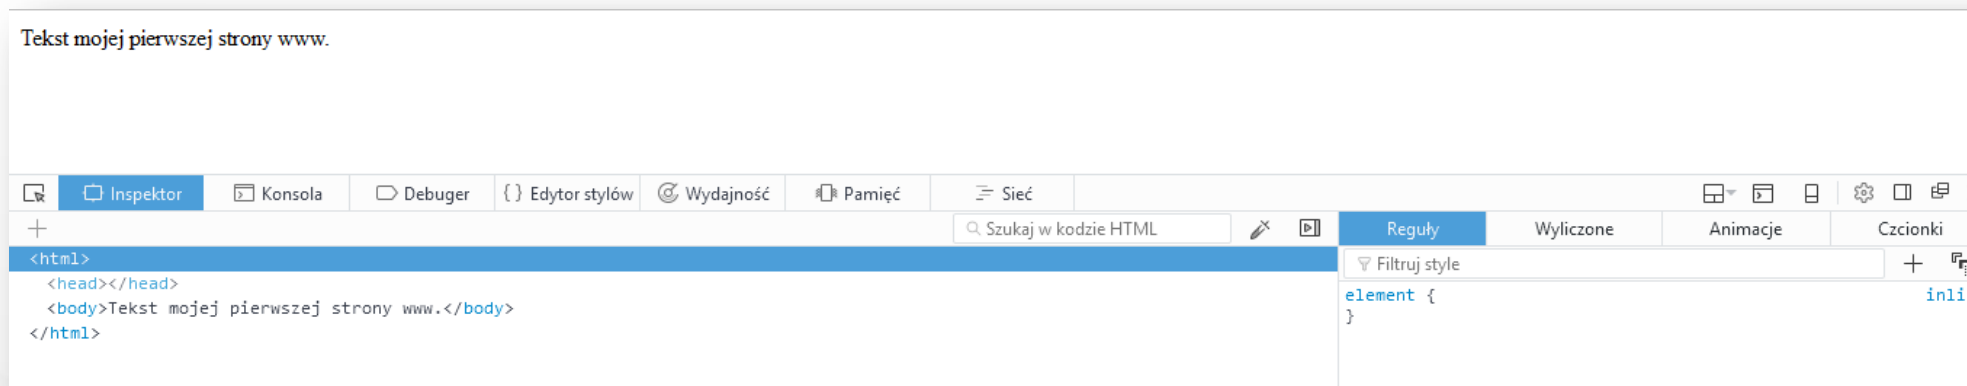 Tekst mojej pierwszej strony www.
Inspektor Konsola Debuger { } Edytor stylów Wydajność Pamięć Sieć
+ Szukaj w kodzie HTML Reguły Wyliczone Animacje Czcionki
<html>
Filtruj style +
<head></head>
element { inli
<body>Tekst mojej pierwszej strony www.</body>
}
</html>